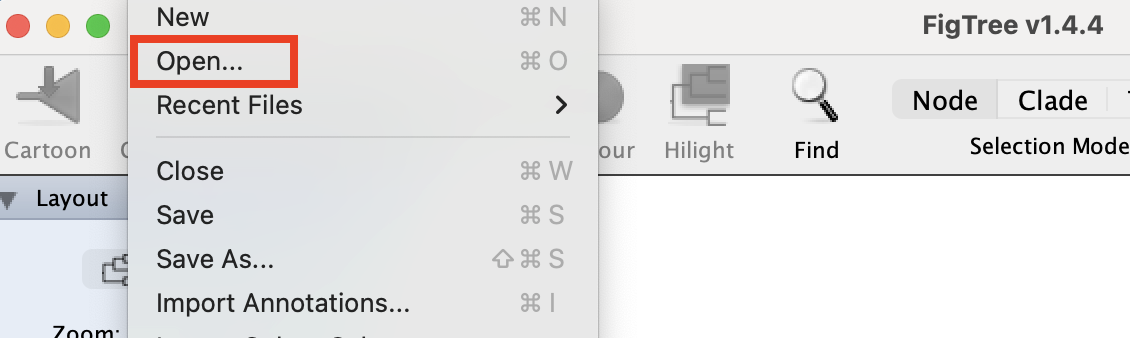 New ⌘ N
FigTree v1.4.4
Open... ⌘ O
Recent Files
Node Clade
Cartoon
Hilight
Find
Selection Mode
Close ⌘ W
Layout
Save ⌘ S
Save As... ⇧ ⌘ S
Import Annotations... ⌘ I
Zoom: